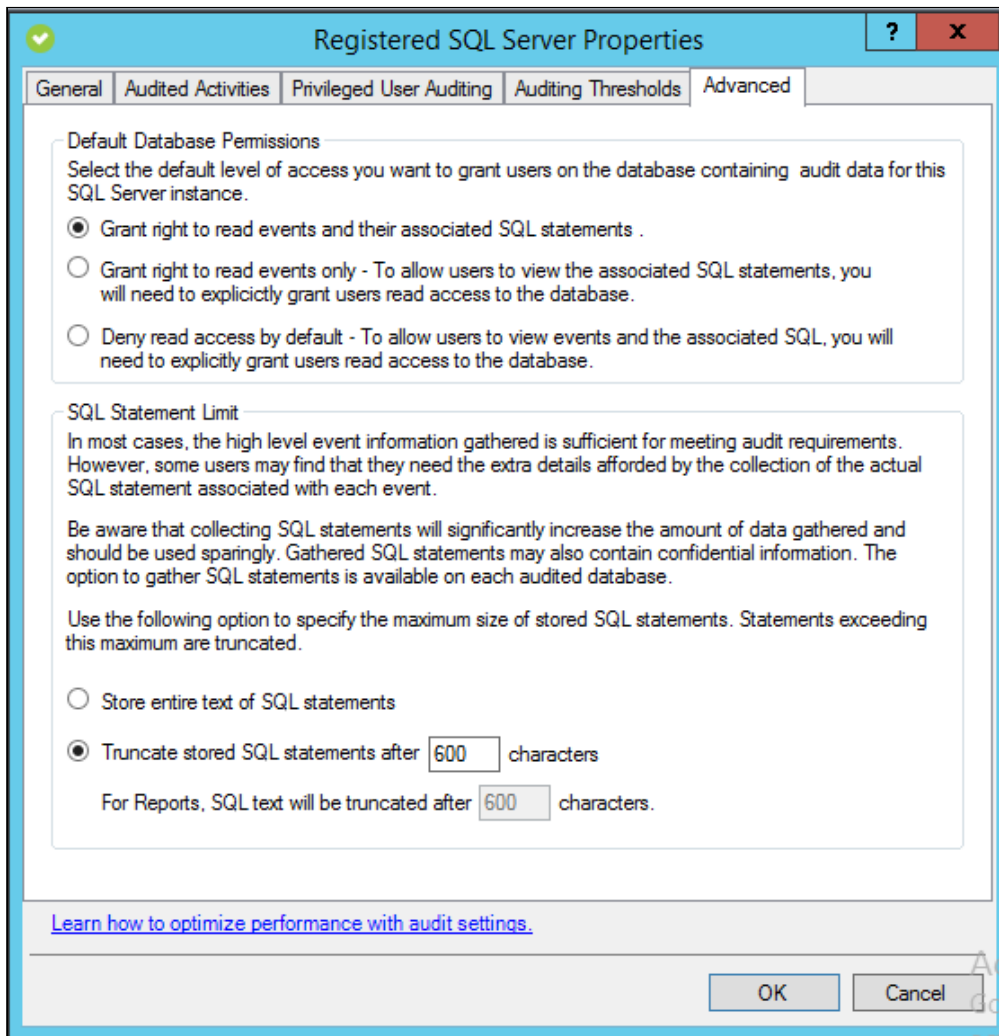 Registered SQL Server Properties
? x
General Audited Activities Privileged User Auditing Auditing Thresholds Advanced
Default Database Permissions
Select the default level of access you want to grant users on the database containing audit data for this
SQL Server instance.
Grant right to read events and their associated SQL statements .
Grant right to read events only - To allow users to view the associated SQL statements, you
will need to explicictly grant users read access to the database.
Deny read access by default - To allow users to view events and the associated SQL, you will
need to explicitly grant users read access to the database.
SQL Statement Limit
In most cases, the high level event information gathered is sufficient for meeting audit requirements.
However, some users may find that they need the extra details afforded by the collection of the actual
SQL statement associated with each event.
Be aware that collecting SQL statements will significantly increase the amount of data gathered and
should be used sparingly. Gathered SQL statements may also contain confidential information. The
option to gather SQL statements is available on each audited database.
Use the following option to specify the maximum size of stored SQL statements. Statements exceeding
this maximum are truncated.
Store entire text of SQL statements
Truncate stored SQL statements after 600 characters
For Reports, SQL text will be truncated after 600 characters.
Learn how to optimize performance with audit settings.
OK Cancel